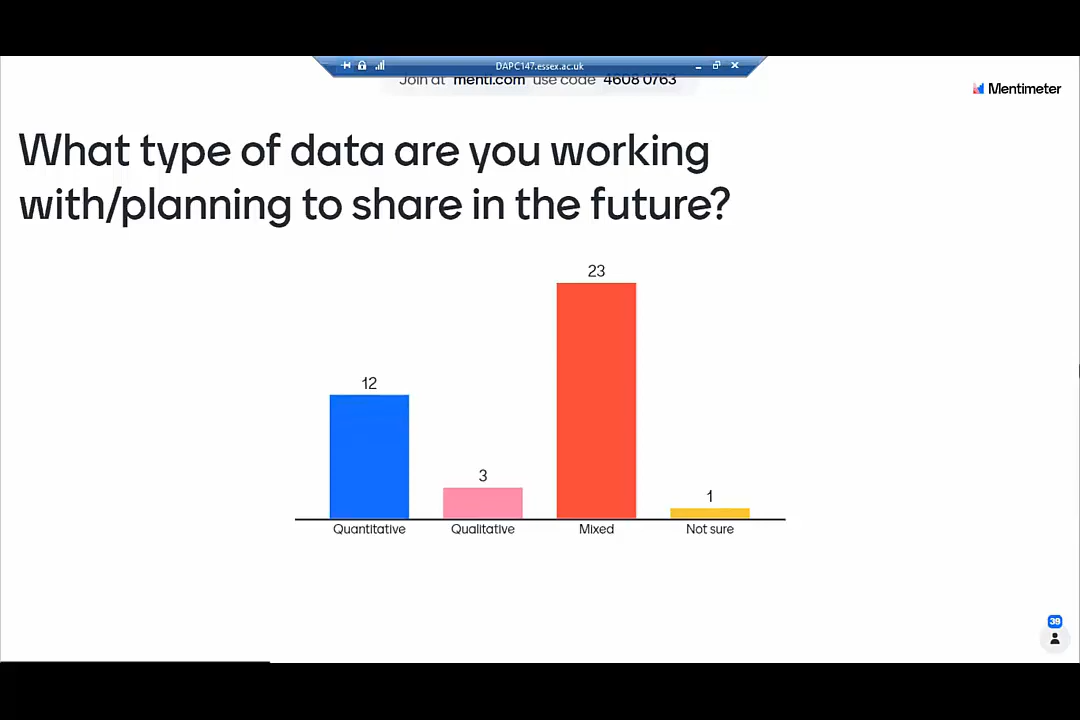 DAPC147.essex.ac.uk
Join at menti.com use code 4608 0763
Mentimeter
What type of data are you working
with/planning to share in the future?
23
12
3
1
Quantitative Qualitative Mixed Not sure
39